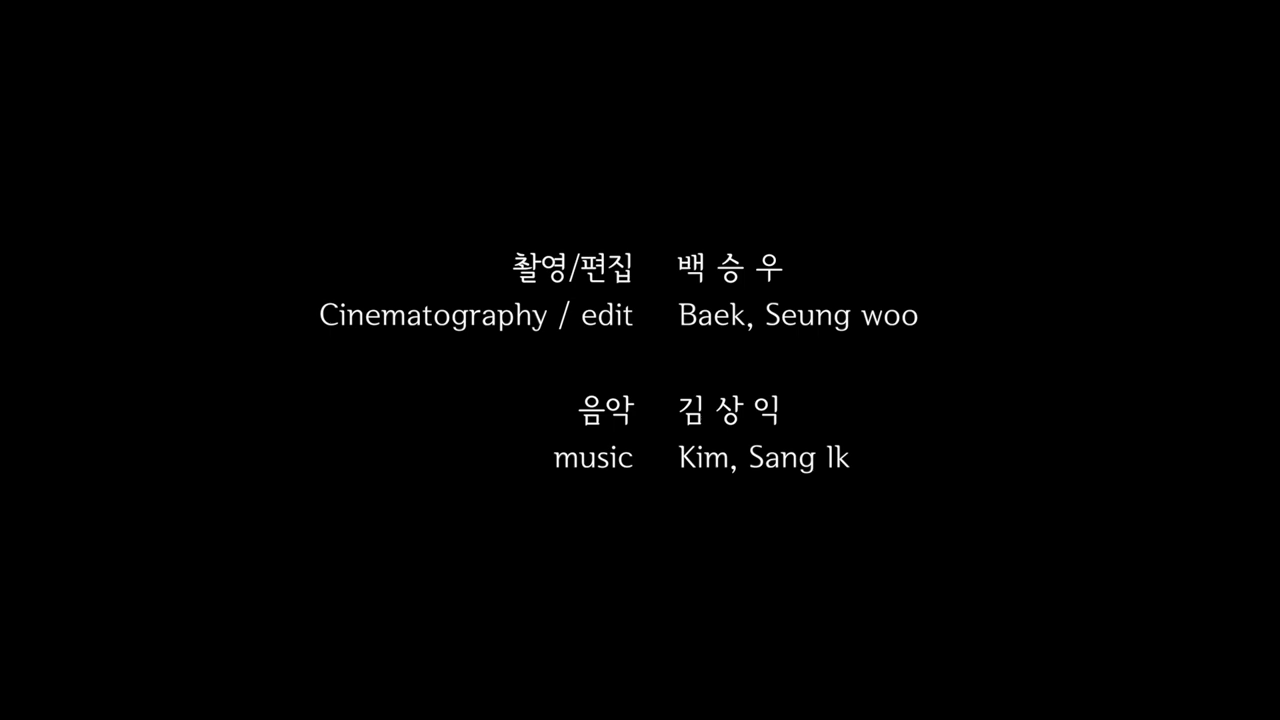 촬영/편집 백 승 우
Cinematography / edit Baek, Seung woo
음악 김 상 익
music Kim, Sang Ik